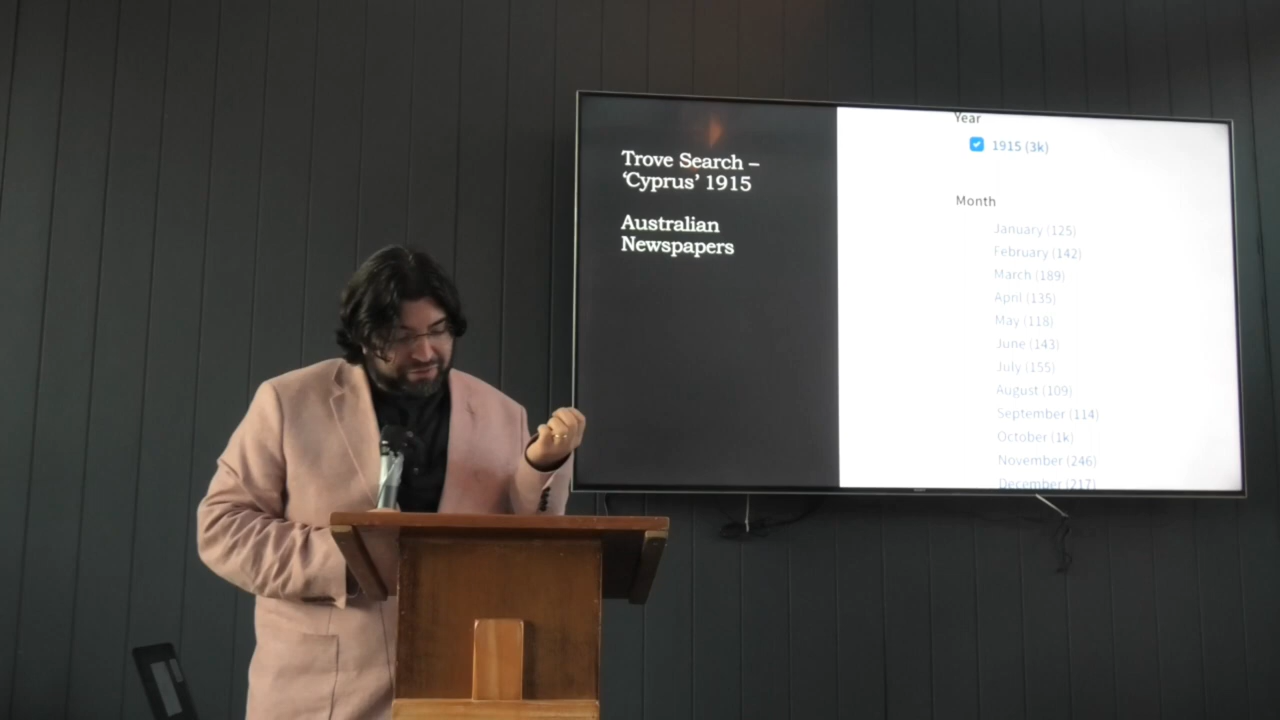 Trove Search –
‘Cyprus’ 1915
Australian
Newspapers
Year
1915 (3k)
Month
January (125)
February (142)
March (189)
April (135)
May (118)
June (143)
July (155)
August (109)
September (114)
October (1k)
November (246)
December (217)